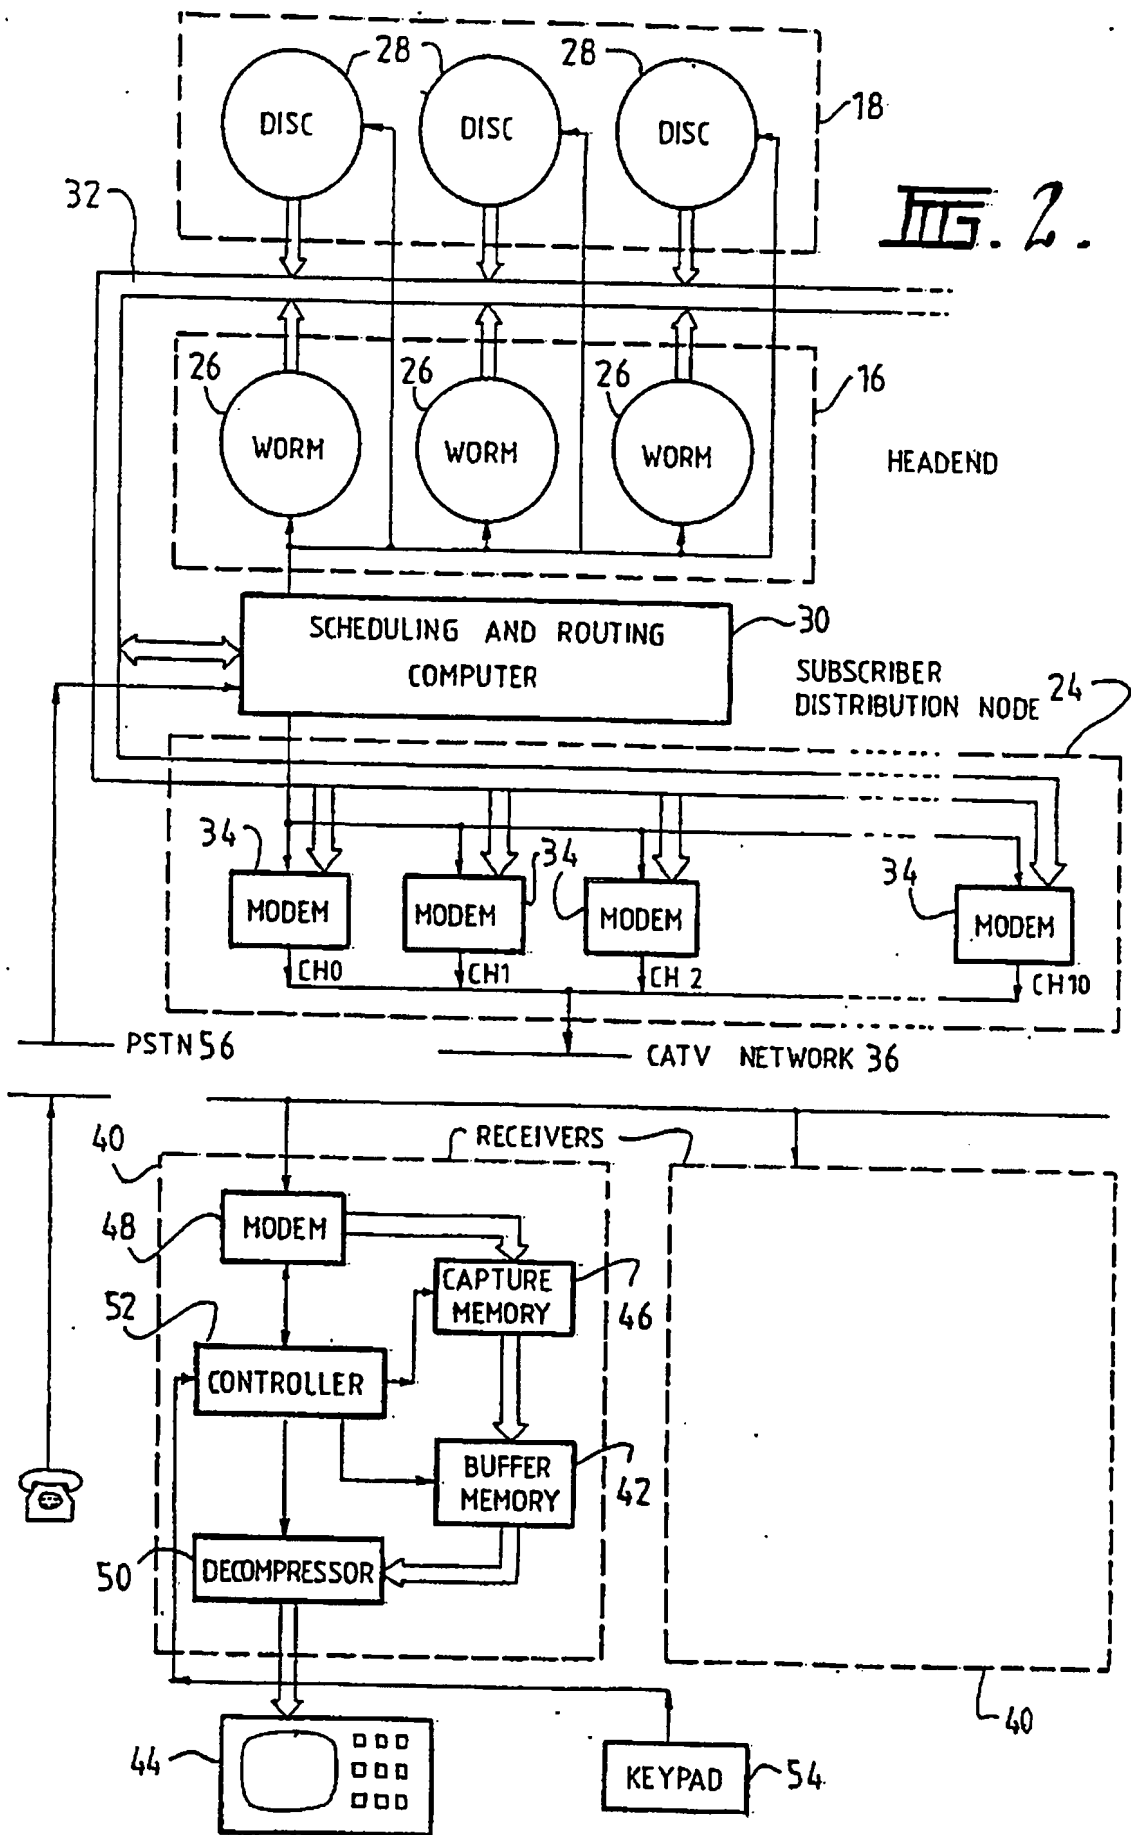 28
28
28
DISC
DISC
DISC
18
32
FIG. 2.
26
26
26
16
WORM
WORM
WORM
HEADEND
SCHEDULING AND ROUTING
COMPUTER
30
SUBSCRIBER
DISTRIBUTION NODE 24
34
34
34
34
MODEM
MODEM
MODEM
MODEM
CH0
CH1
CH 2
CH 10
PSTN 56
CATV NETWORK 36
40
RECEIVERS
48
MODEM
CAPTURE
MEMORY
46
52
CONTROLLER
BUFFER
MEMORY
42
50
DECOMPRESSOR
40
44
KEYPAD
54